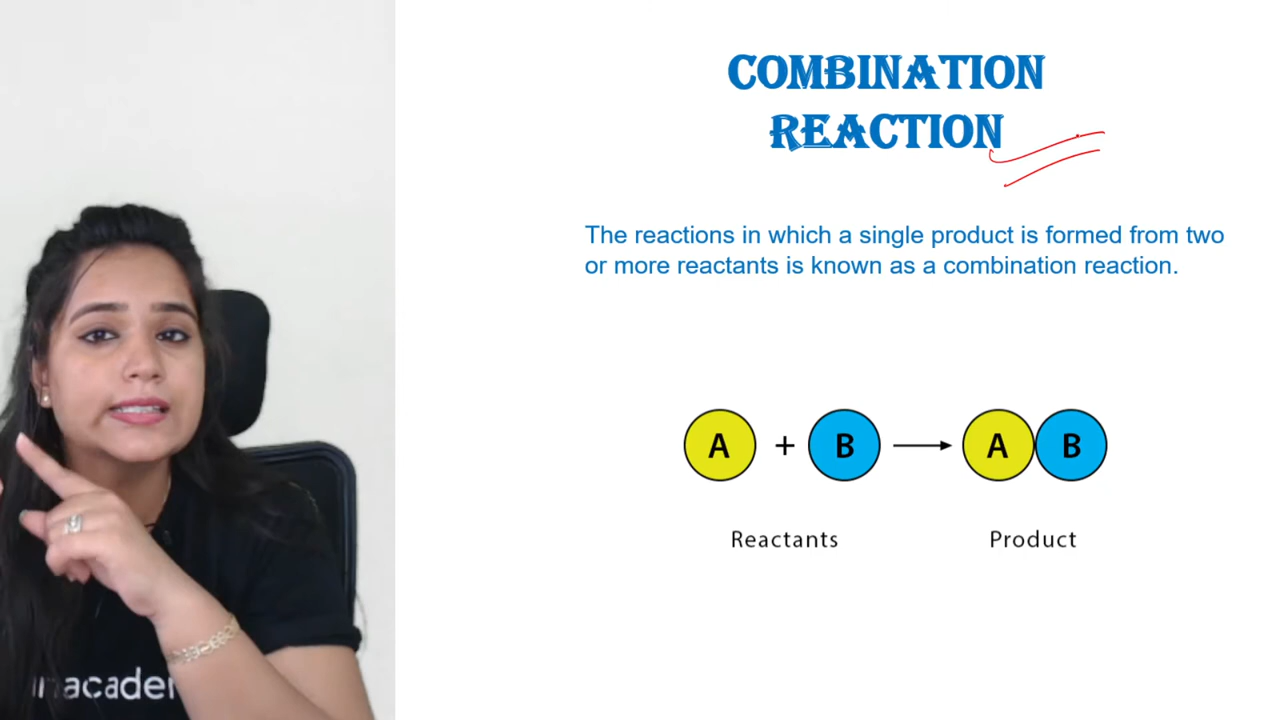 COMBINATION
REACTION
The reactions in which a single product is formed from two
or more reactants is known as a combination reaction.
A + B → A B
Reactants Product